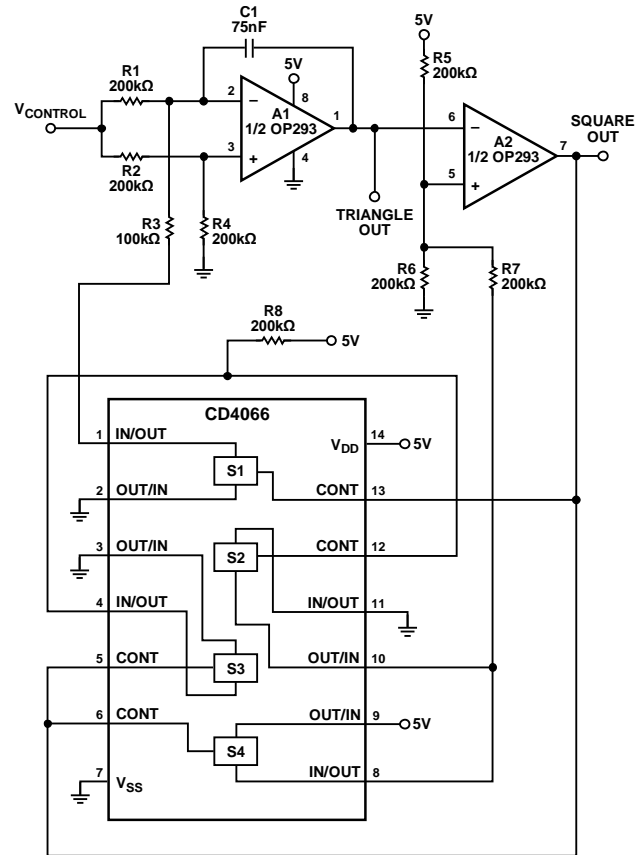 C1
75nF
5V
5V
R1
200kΩ
R5
200kΩ
VCONTROL
2
–
8
A1
1/2 OP293
1
3
+
4
R2
200kΩ
6
–
A2
1/2 OP293
7
5
+
SQUARE
OUT
TRIANGLE
OUT
R3
100kΩ
R4
200kΩ
R6
200kΩ
R7
200kΩ
R8
200kΩ
5V
CD4066
1
IN/OUT
VDD
14
5V
S1
2
OUT/IN
CONT
13
3
OUT/IN
S2
CONT
12
4
IN/OUT
IN/OUT
11
5
CONT
S3
OUT/IN
10
6
CONT
S4
OUT/IN
9
5V
7
VSS
IN/OUT
8